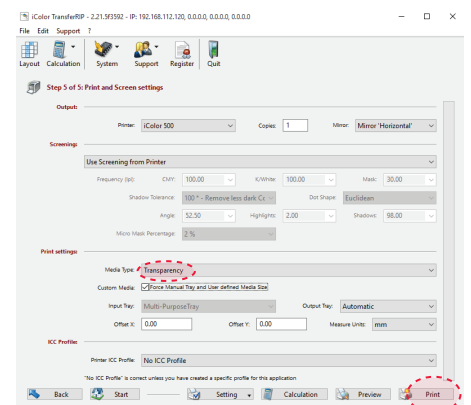 iColor TransferRIP - 2.21.5f3592 - IP: 192.168.112.120, 0.0.0.0, 0.0.0.0, 0.0.0.0
File Edit Support ?
Layout Calculation System Support Register Quit
Step 5 of 5: Print and Screen settings
Output:
Printer: iColor 500 Copies: 1 Mirror: Mirror 'Horizontal'
Screening:
Use Screening from Printer
Frequency (lpi): CMY: 100.00 K/White: 100.00 Mask: 30.00
Shadow Tolerance: 100 * - Remove less dark Cc Dot Shape: Euclidean
Angle: 52.50 Highlights: 2.00 Shadows: 98.00
Micro Mask Percentage: 2 %
Print settings:
Media Type: Transparency
Custom Media: Force Manual Tray and User defined Media Size
Input Tray: Multi-PurposeTray Output Tray: Automatic
Offset X: 0.00 Offset Y: 0.00 Measure Units: mm
ICC Profile:
Printer ICC Profile: No ICC Profile
"No ICC Profile" is correct unless you have created a specific profile for this application
Back Start Setting Calculation Preview Print